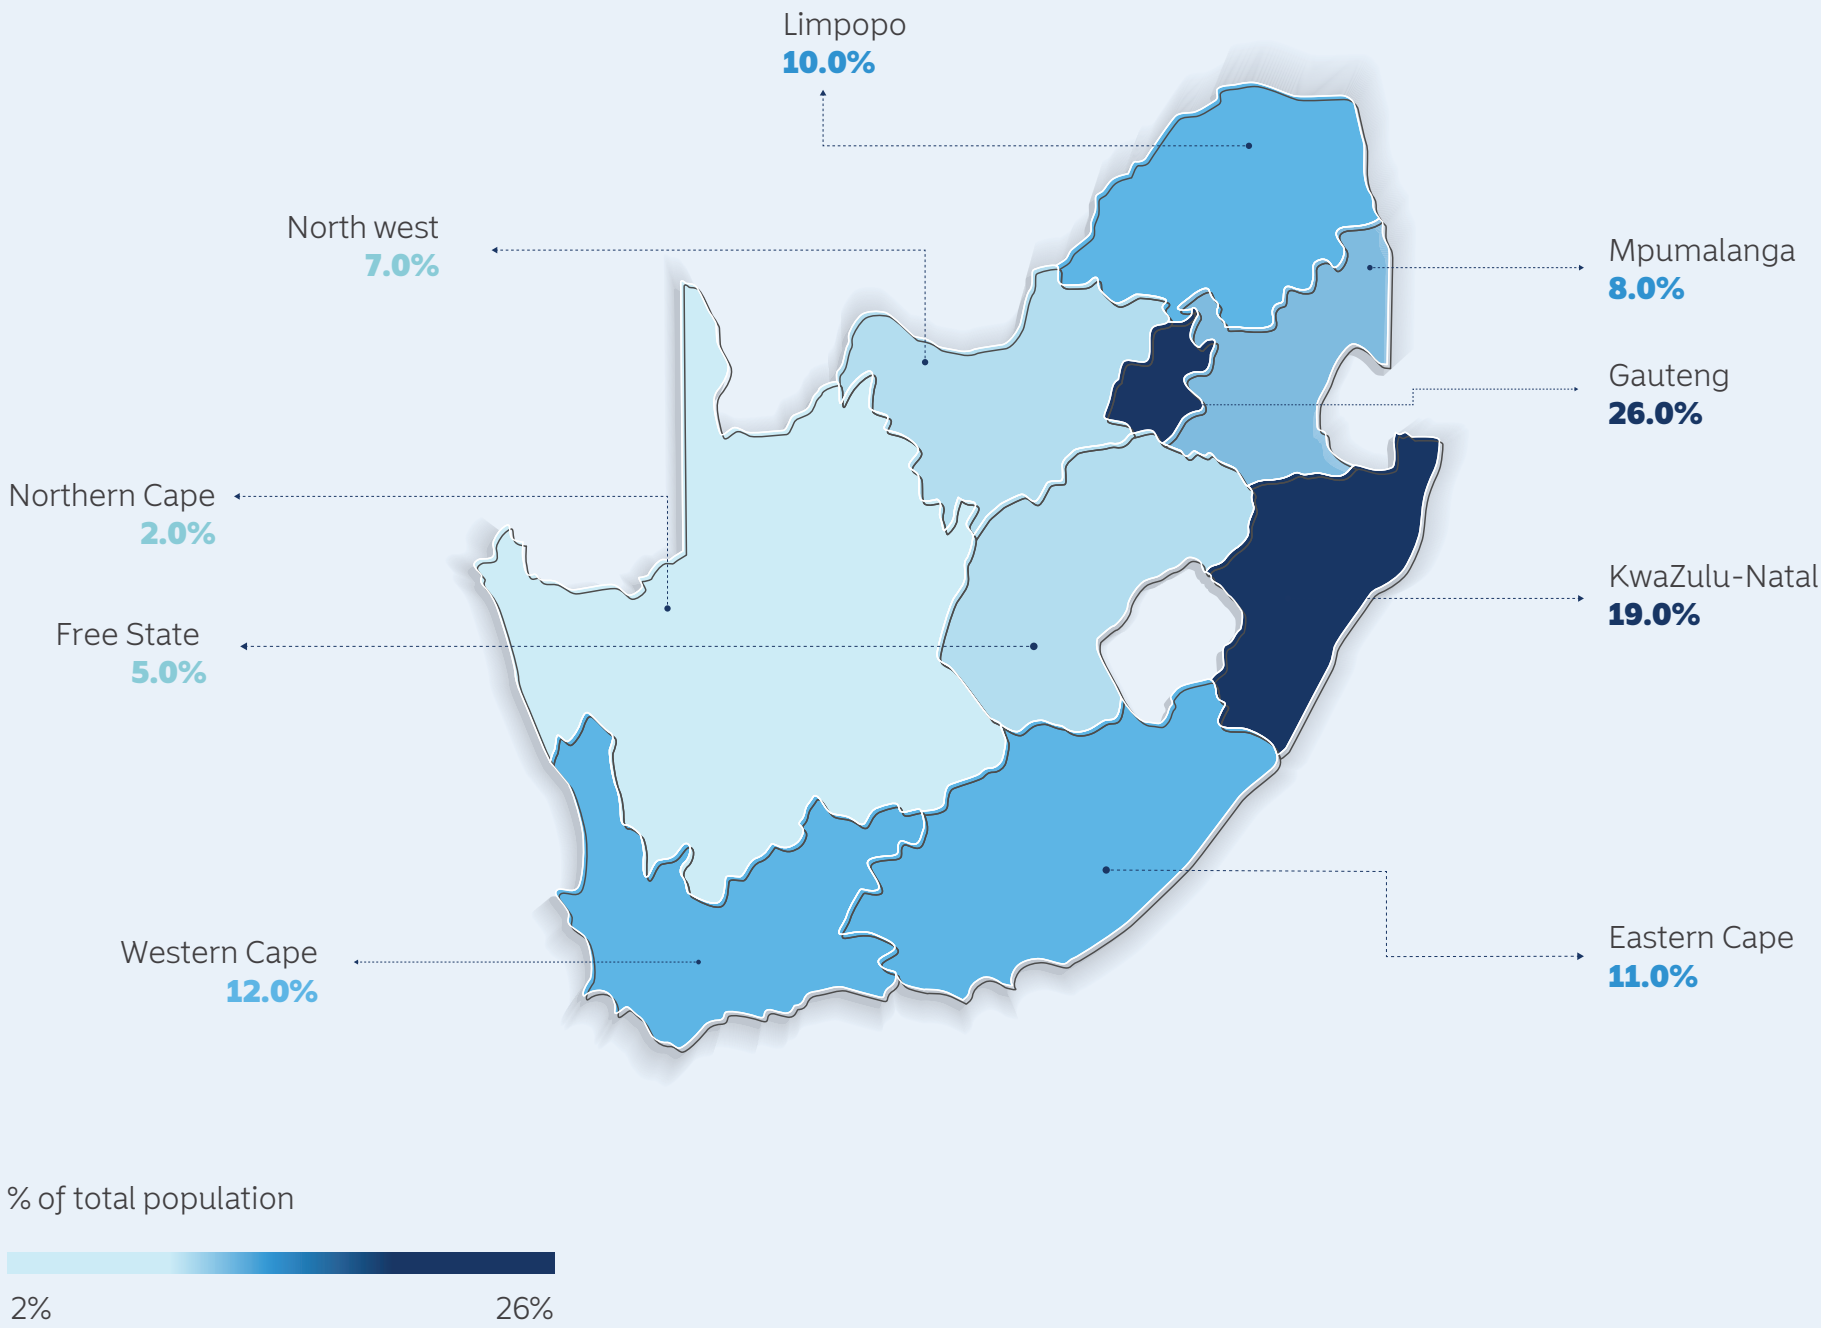 Limpopo
10.0%
North west
7.0%
Mpumalanga
8.0%
Gauteng
26.0%
Northern Cape
2.0%
KwaZulu-Natal
19.0%
Free State
5.0%
Western Cape
12.0%
Eastern Cape
11.0%
% of total population
2%
26%